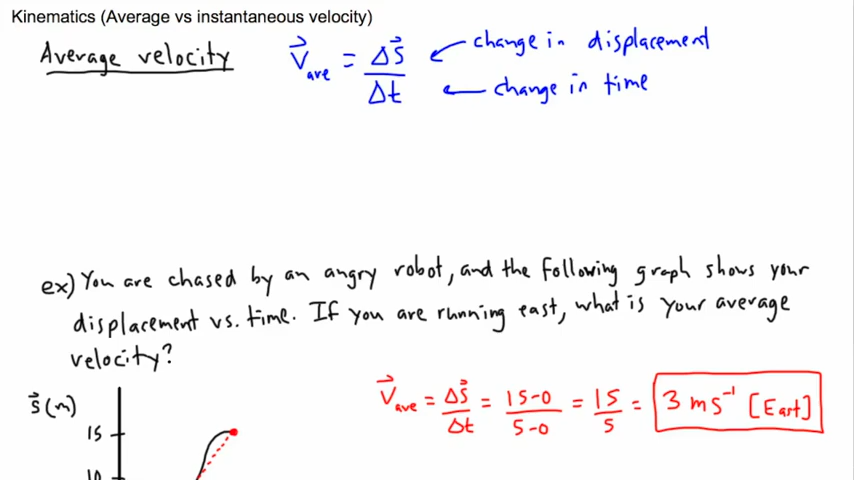 Kinematics (Average vs instantaneous velocity)
Average velocity
V⃗ave = Δs⃗/Δt
change in displacement
change in time
ex) You are chased by an angry robot, and the following graph shows your
displacement vs. time. If you are running east, what is your average
velocity?
V⃗ave = Δs⃗/Δt = 15-0/5-0 = 15/5 = 3 ms⁻¹ [East]
s⃗ (m)
15
10